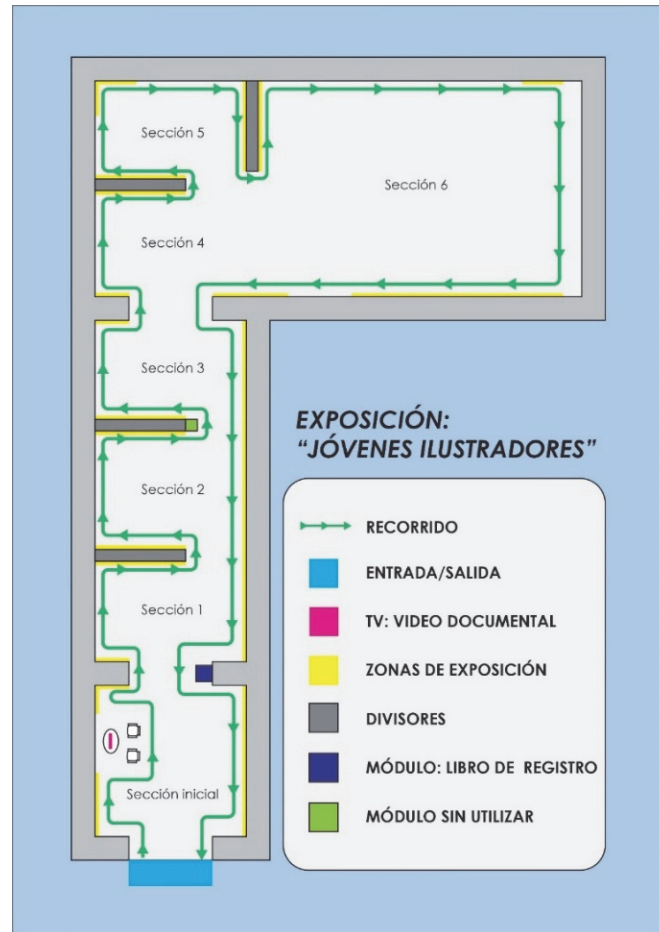 Sección 5
Sección 6
Sección 4
Sección 3
EXPOSICIÓN:
“JÓVENES ILUSTRADORES”
Sección 2
RECORRIDO
ENTRADA/SALIDA
Sección 1
TV: VIDEO DOCUMENTAL
ZONAS DE EXPOSICIÓN
DIVISORES
MÓDULO: LIBRO DE REGISTRO
Sección inicial
MÓDULO SIN UTILIZAR